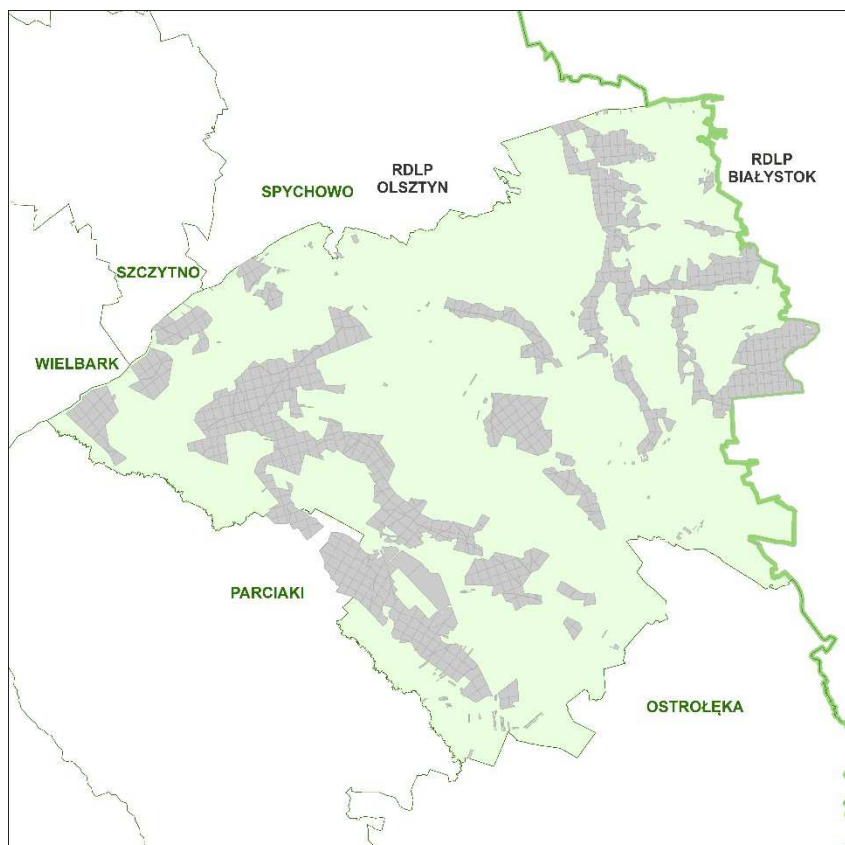 RDLP
OLSZTYN
RDLP
BIAŁYSTOK
SPYCHOWO
SZCZYTNO
WIELBARK
PARCIAKI
OSTROŁĘKA